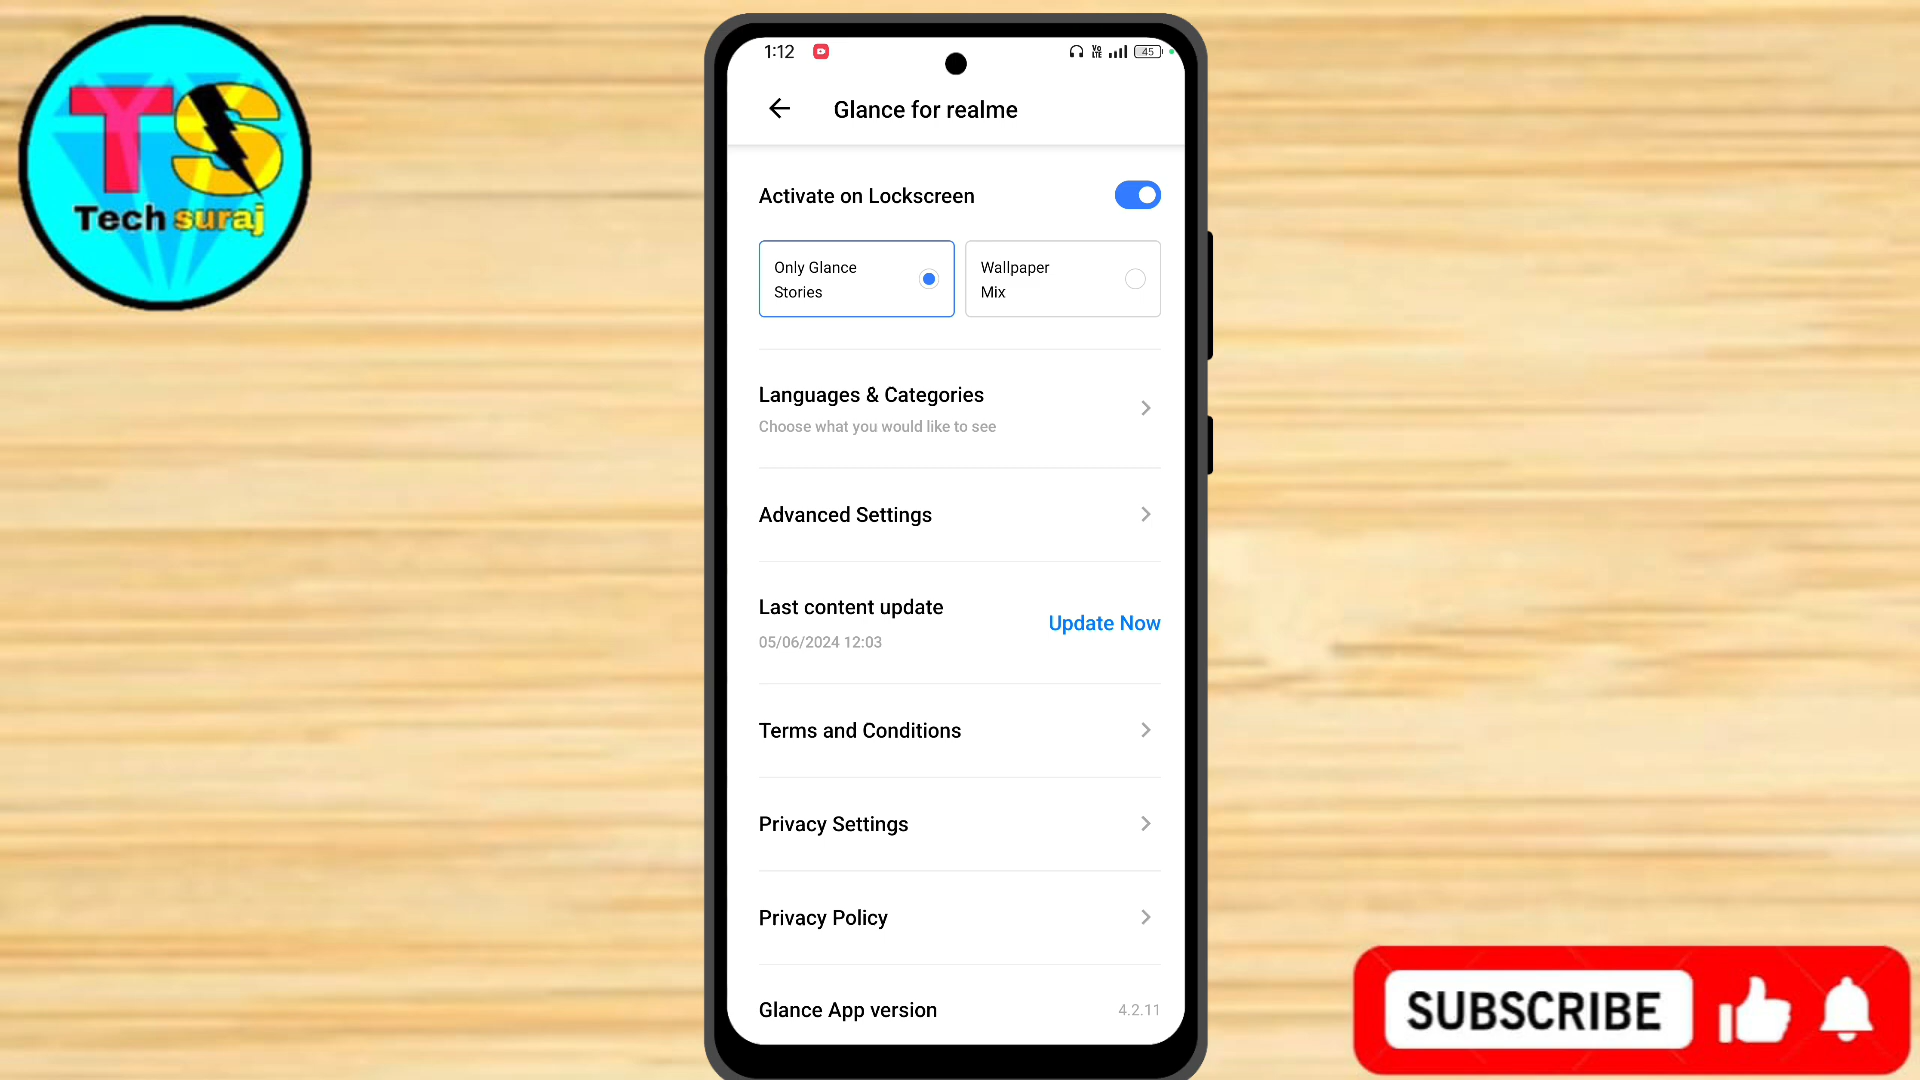 TS
Tech suraj
1:12
Vo LTE
45
Glance for realme
Activate on Lockscreen
Only Glance
Stories
Wallpaper
Mix
Languages & Categories
Choose what you would like to see
Advanced Settings
Last content update
05/06/2024 12:03
Update Now
Terms and Conditions
Privacy Settings
Privacy Policy
Glance App version
4.2.11
SUBSCRIBE